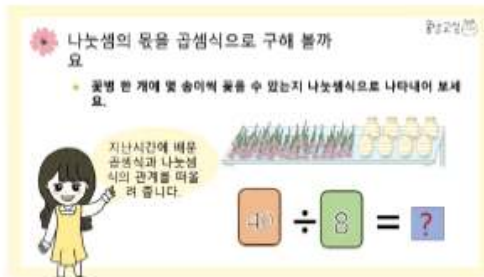 나눗셈의 몫을 곱셈식으로 구해 볼까
요
꽃병 한 개에 몇 송이씩 꽂을 수 있는지 나눗셈식으로 나타내어 보세
요.
지난시간에 배운
곱셈식과 나눗셈
식의 관계를 떠올
려 줍니다.
40 ÷ 8 = ?